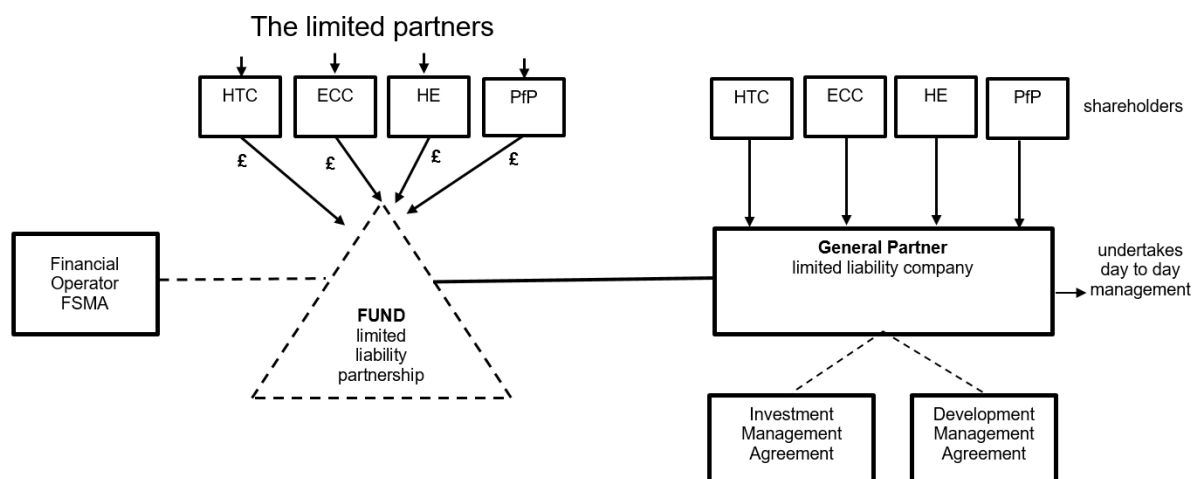 The limited partners
HTC
ECC
HE
PfP
HTC
ECC
HE
PfP
shareholders
£
£
£
£
Financial
Operator
FSMA
FUND
limited
liability
partnership
General Partner
limited liability company
undertakes
day to day
management
Investment
Management
Agreement
Development
Management
Agreement